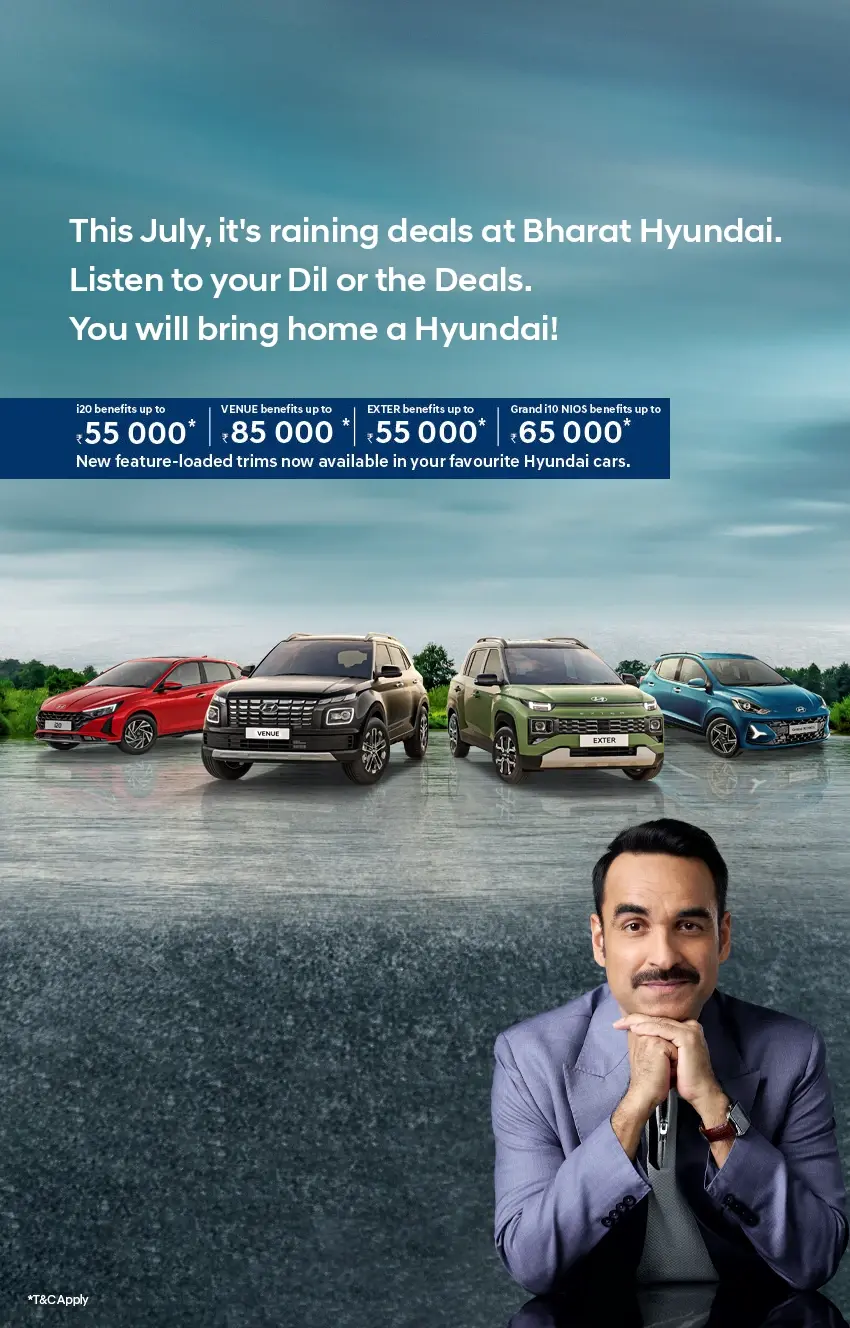 This July, it's raining deals at Bharat Hyundai.
Listen to your Dil or the Deals.
You will bring home a Hyundai!
i20 benefits up to
₹55 000*
VENUE benefits up to
₹85 000 *
EXTER benefits up to
₹55 000*
Grand i10 NIOS benefits up to
₹65 000*
New feature-loaded trims now available in your favourite Hyundai cars.
i20
VENUE
EXTER
*T&C Apply